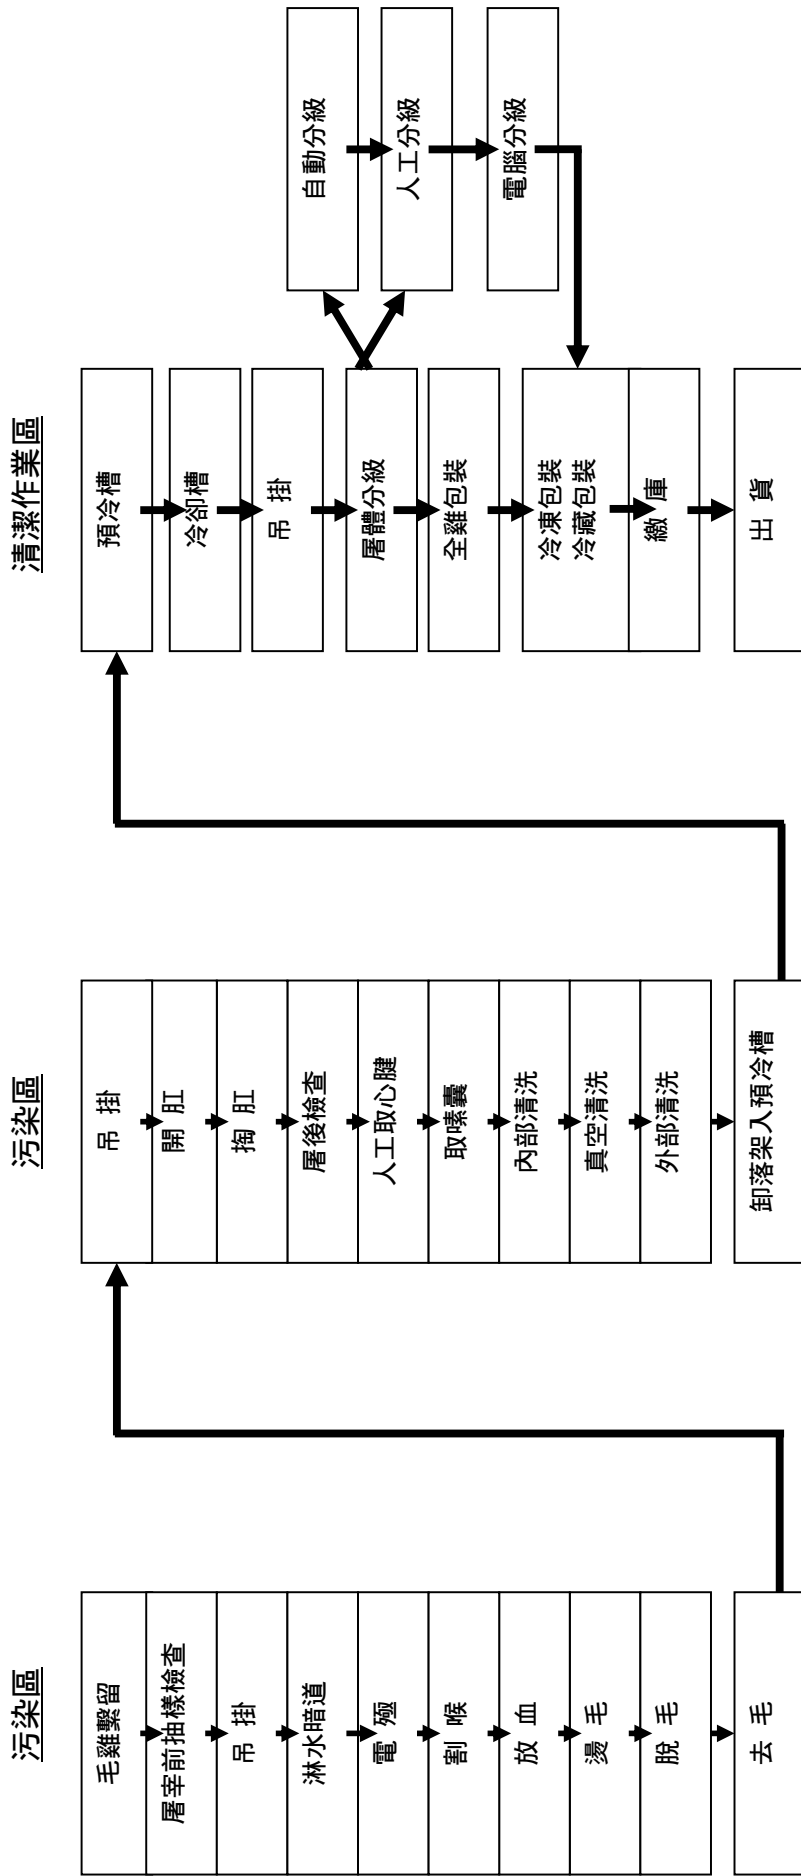 污染區
毛雞繫留
屠宰前抽樣檢查
吊 掛
淋水暗道
電 殛
割 喉
放 血
燙 毛
脫 毛
去 毛
污染區
吊 掛
開 肛
掏 肛
屠後檢查
人工取心腱
取嗉囊
內部清洗
真空清洗
外部清洗
卸落架入預冷槽
清潔作業區
預冷槽
冷卻槽
吊 掛
屠體分級
全雞包裝
冷凍包裝
冷藏包裝
繳 庫
出 貨
自動分級
人工分級
電腦分級